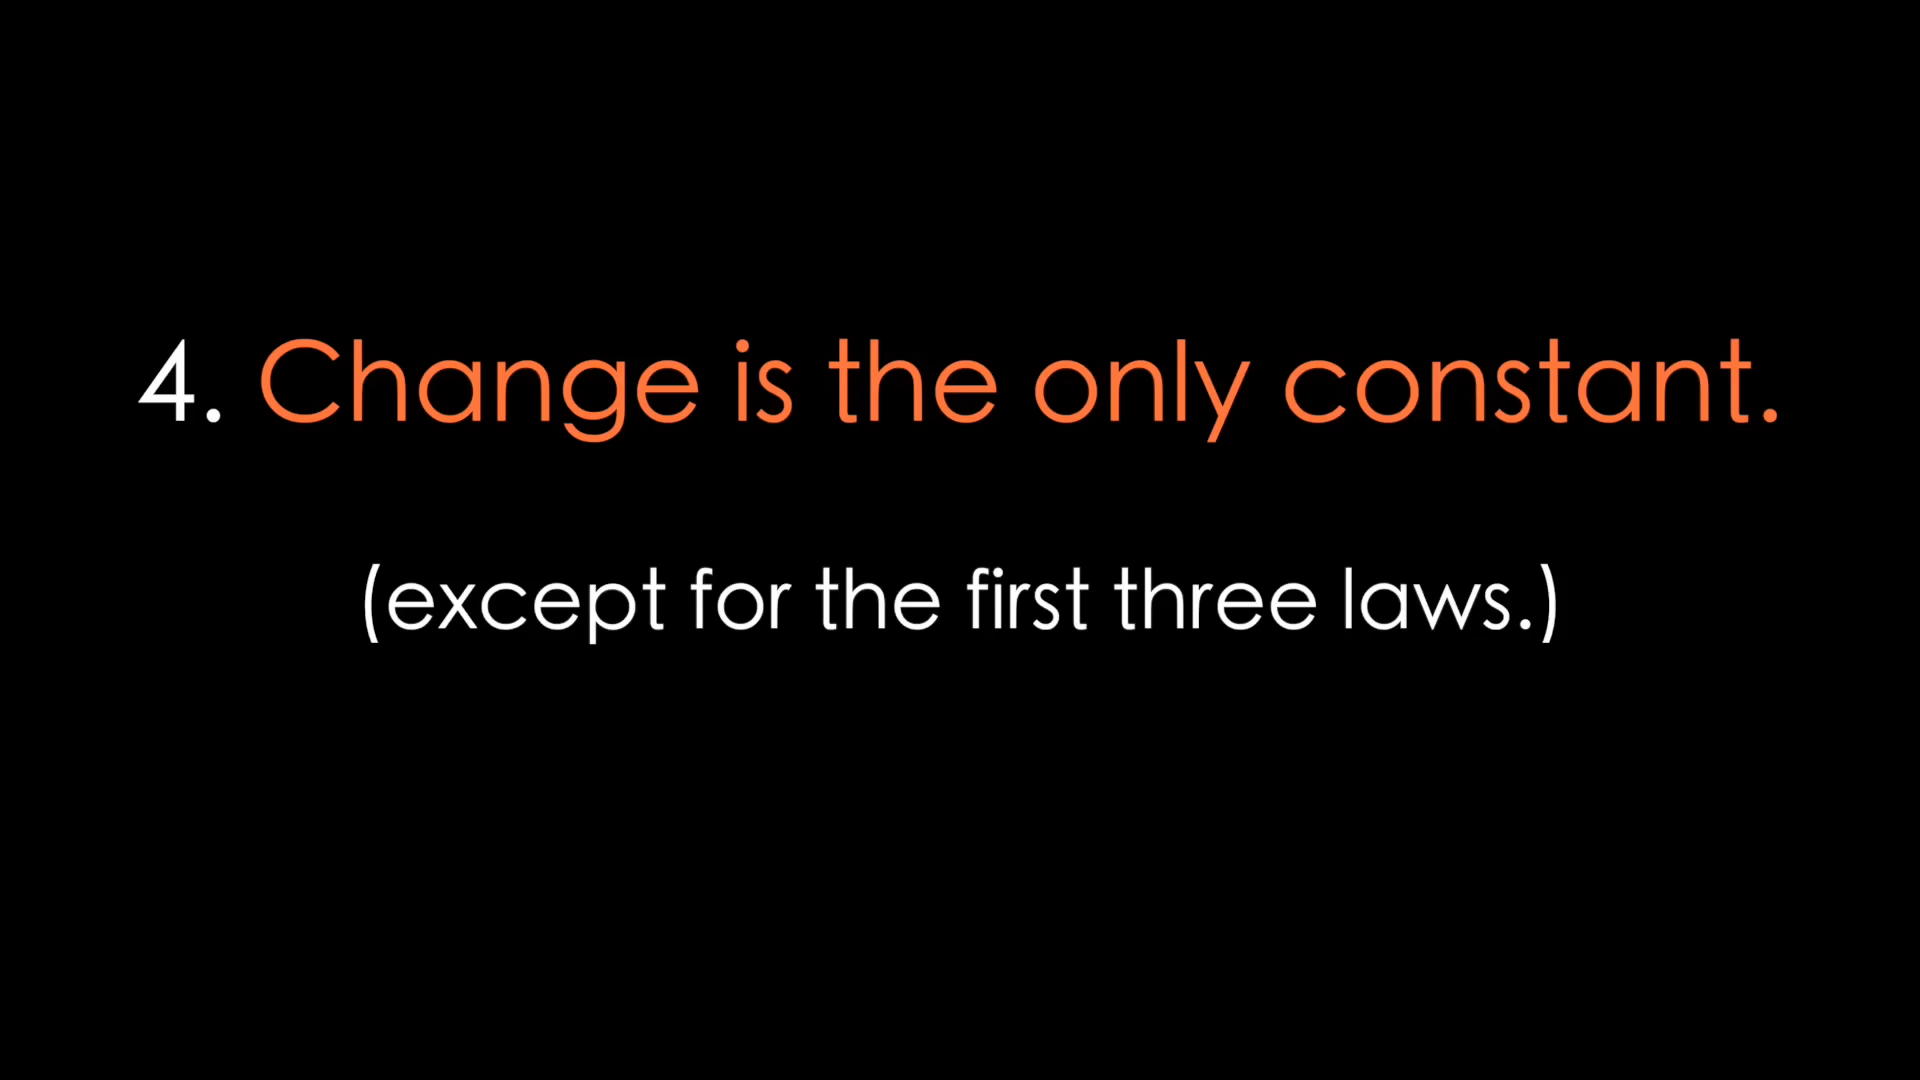 4. Change is the only constant.
(except for the first three laws.)